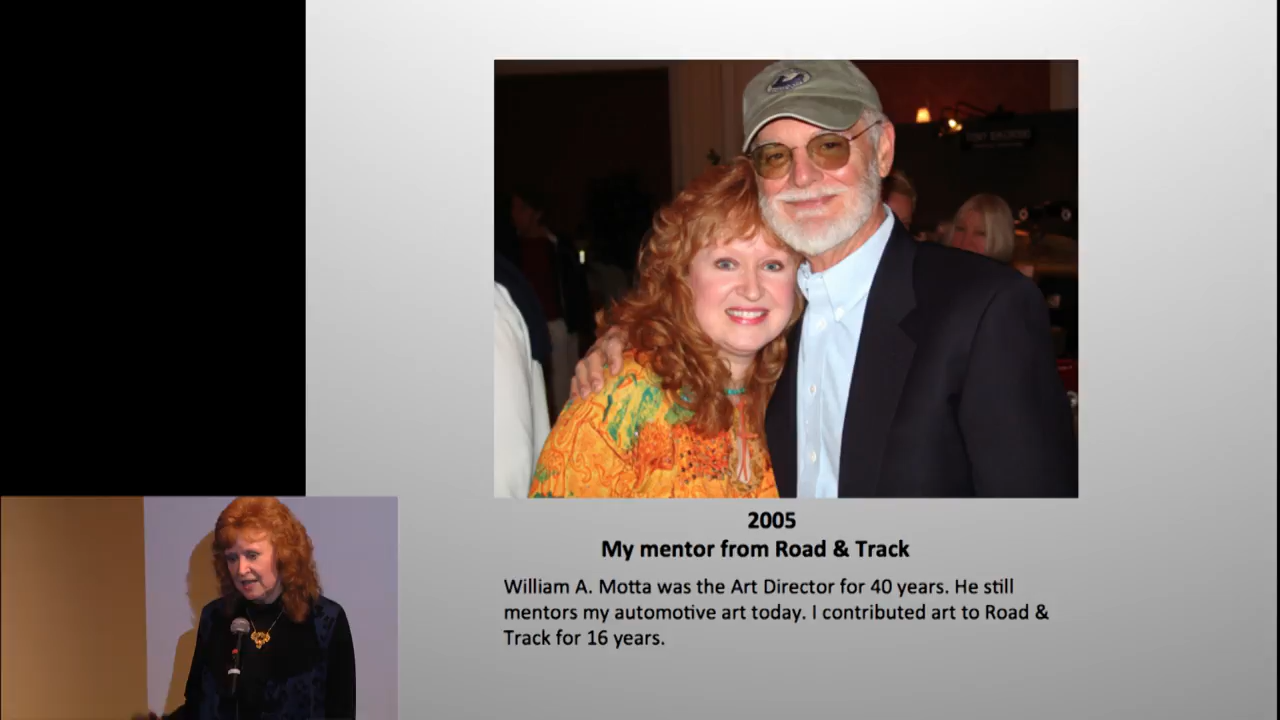 2005
My mentor from Road & Track
William A. Motta was the Art Director for 40 years. He still
mentors my automotive art today. I contributed art to Road &
Track for 16 years.